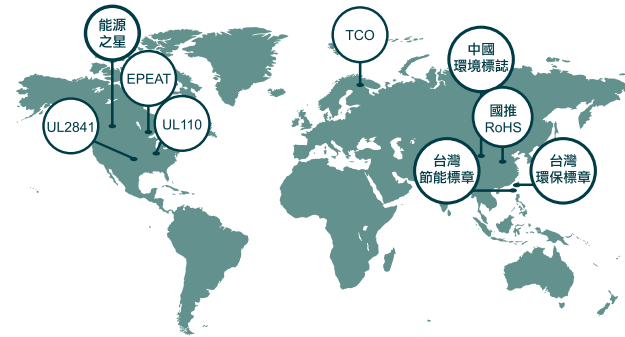 能源
之星
EPEAT
UL2841
UL110
TCO
中國
環境標誌
國推
RoHS
台灣
節能標章
台灣
環保標章